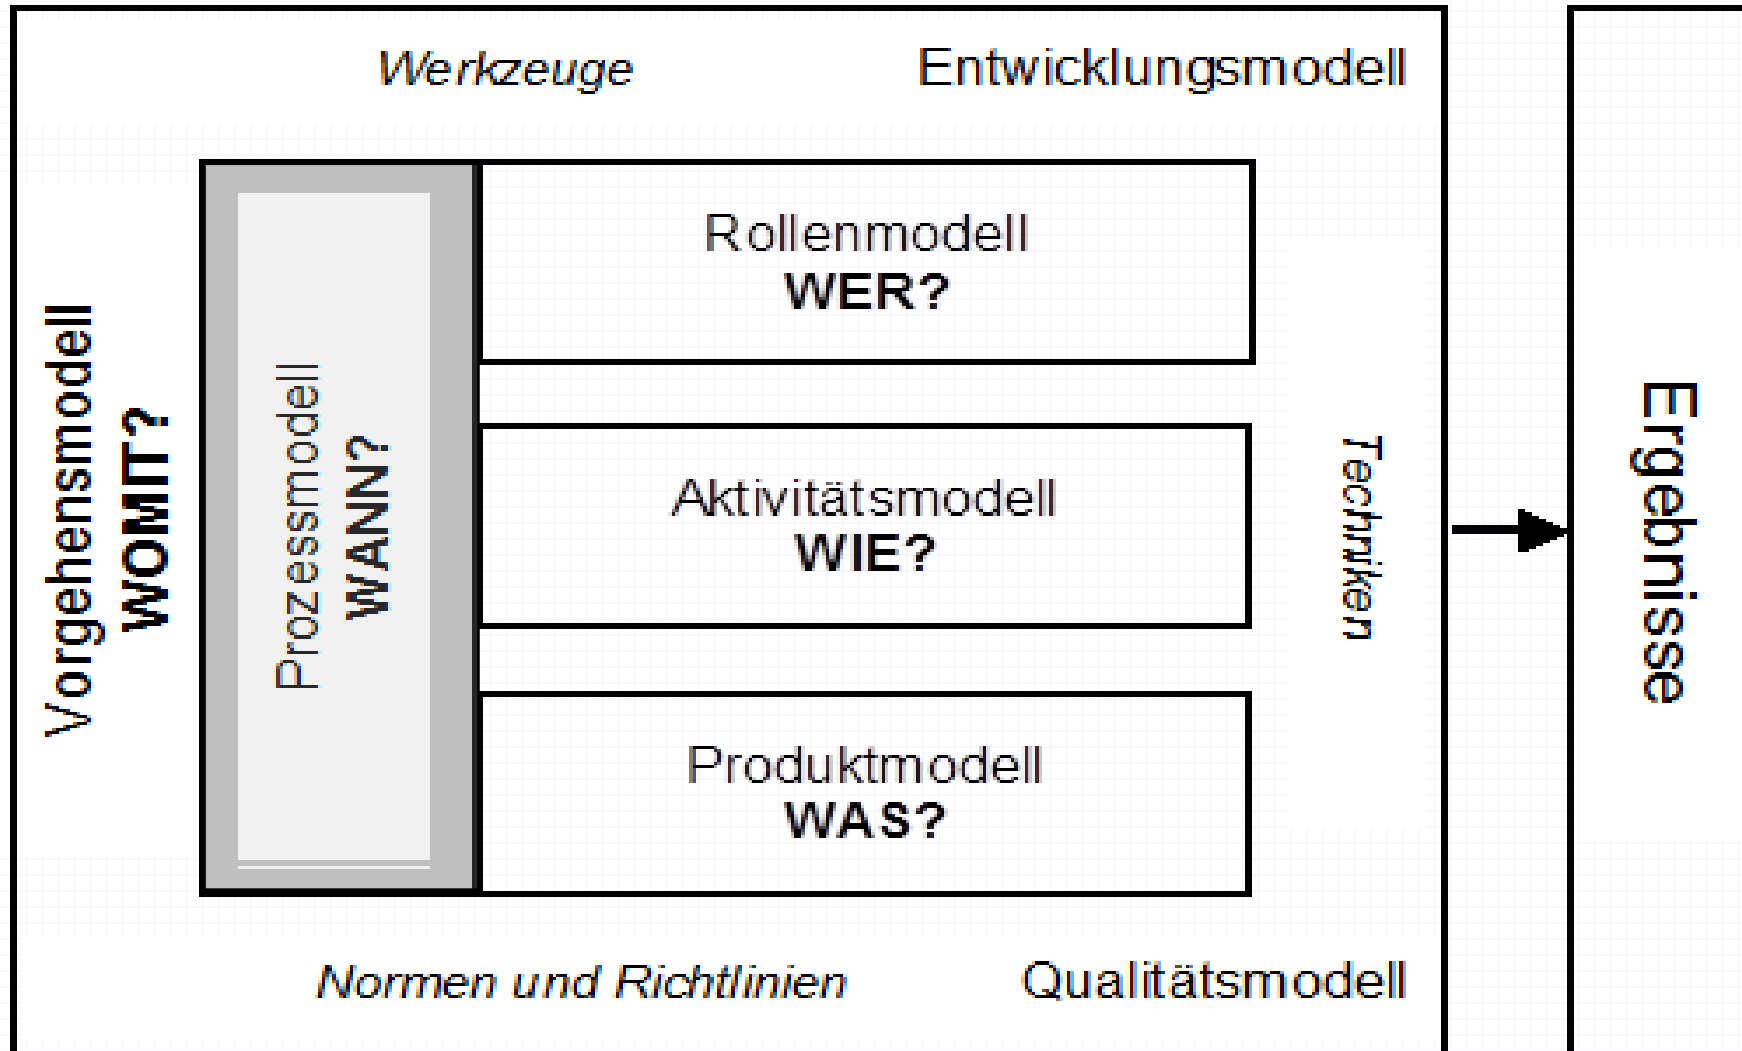 Werkzeuge
Entwicklungsmodell
Vorgehensmodell
WOMIT?
Prozessmodell
WANN?
Rollenmodell
WER?
Aktivitätsmodell
WIE?
Produktmodell
WAS?
Techniken
Normen und Richtlinien
Qualitätsmodell
Ergebnisse